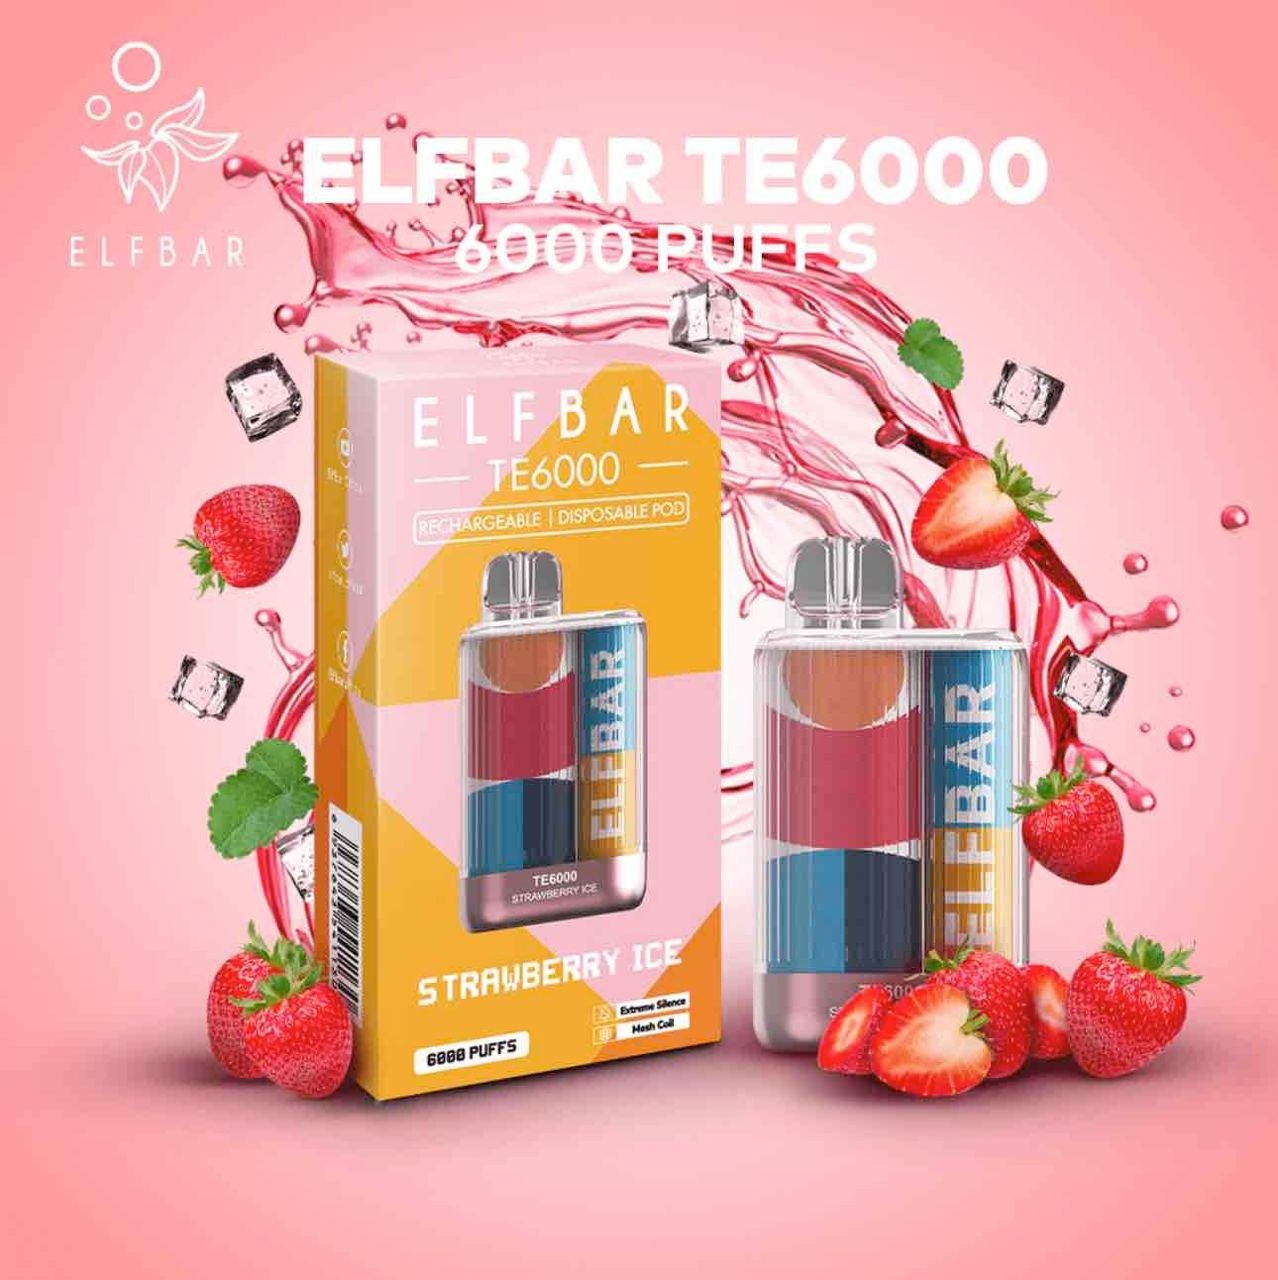 ELFBAR
ELFBAR TE6000
6000 PUFFS
ELFBAR
TE6000
RECHARGEABLE | DISPOSABLE POD
ELFBAR
TE6000
STRAWBERRY ICE
STRAWBERRY ICE
Extreme Silence
Mesh Coil
6000 PUFFS
ELFBAR